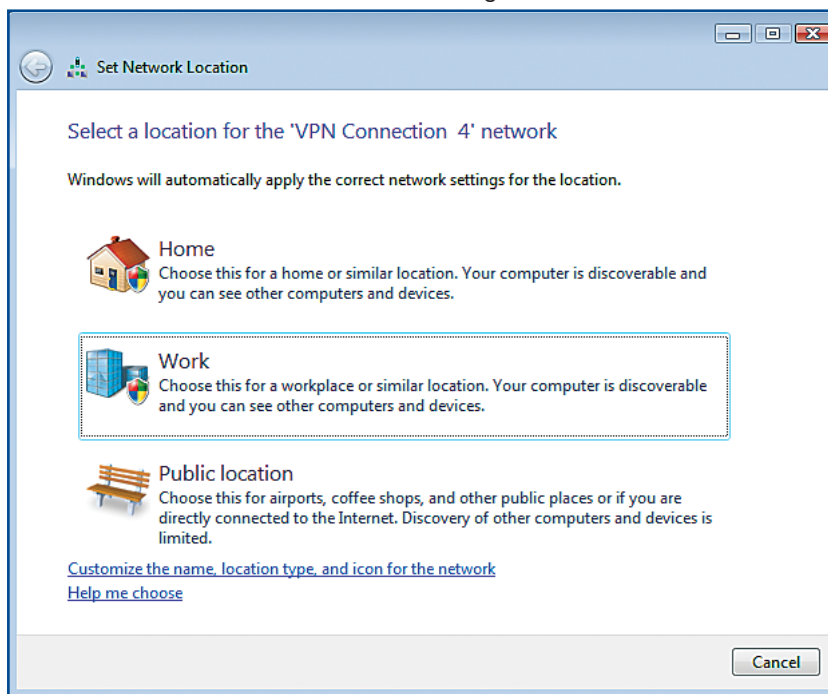 Set Network Location
Select a location for the 'VPN Connection  4' network
Windows will automatically apply the correct network settings for the location.
Home
Choose this for a home or similar location. Your computer is discoverable and
you can see other computers and devices.
Work
Choose this for a workplace or similar location. Your computer is discoverable
and you can see other computers and devices.
Public location
Choose this for airports, coffee shops, and other public places or if you are
directly connected to the Internet. Discovery of other computers and devices is
limited.
Customize the name, location type, and icon for the network
Help me choose
Cancel